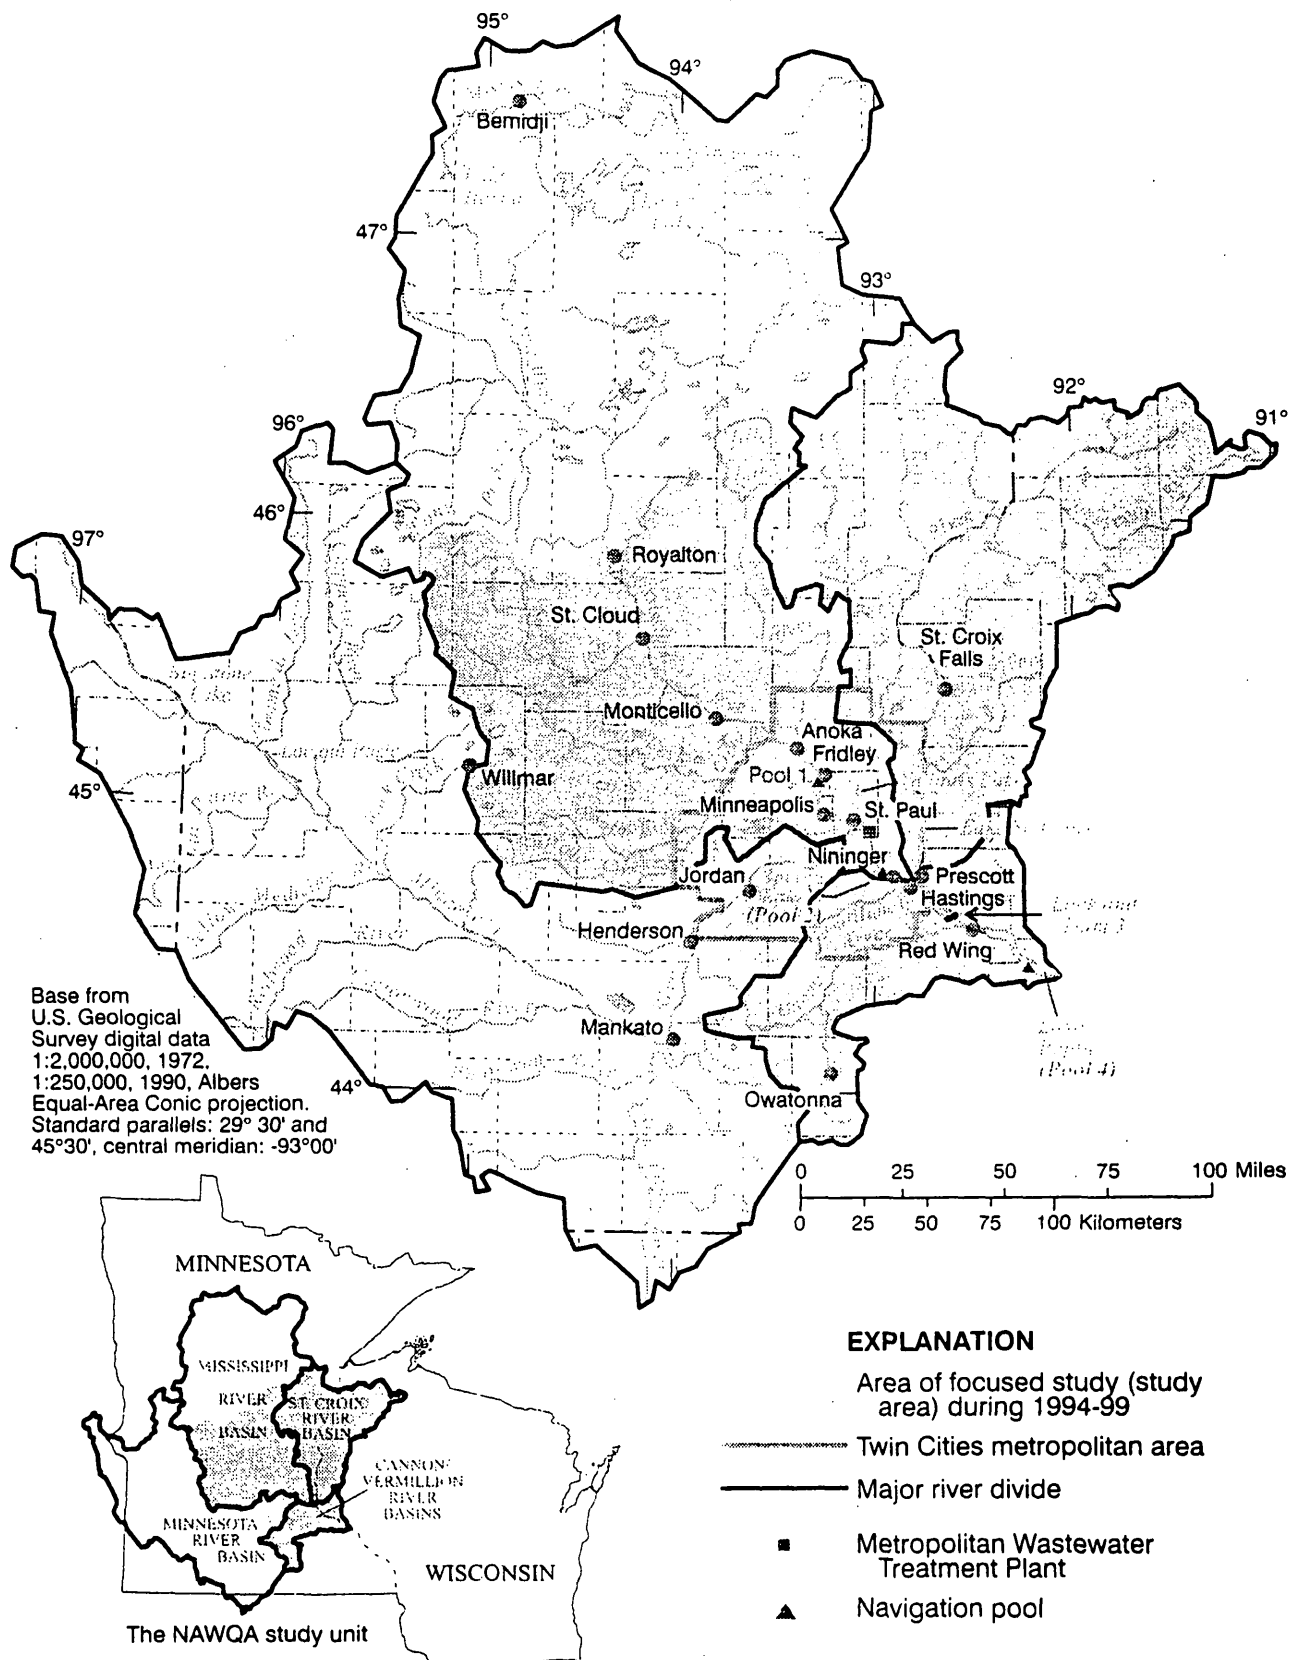 95°
94°
Bemidji
47°
93°
92°
91°
96°
46°
97°
Royalton
St. Cloud
St. Croix
Falls
Monticello
Anoka
Fridley
Willmar
Pool 1
45°
Minneapolis
St. Paul
Nininger
Jordan
Prescott
Hastings
(Pool 2)
Henderson
Red Wing
Mankato
(Pool 4)
44°
Owatonna
Base from
U.S. Geological
Survey digital data
1:2,000,000, 1972,
1:250,000, 1990, Albers
Equal-Area Conic projection.
Standard parallels: 29° 30' and
45°30', central meridian: -93°00'
0 25 50 75 100 Miles
0 25 50 75 100 Kilometers
MINNESOTA
MISSISSIPPI
RIVER
BASIN
ST. CROIX
RIVER
BASIN
CANNON
VERMILLION
RIVER
BASINS
MINNESOTA
RIVER
BASIN
WISCONSIN
The NAWQA study unit
EXPLANATION
Area of focused study (study
area) during 1994-99
Twin Cities metropolitan area
Major river divide
Metropolitan Wastewater
Treatment Plant
Navigation pool